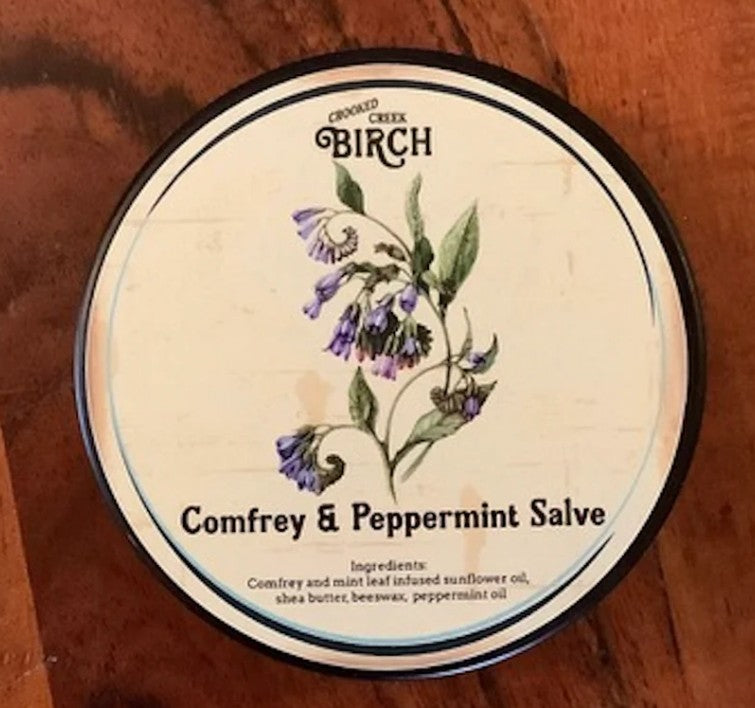 CROOKED
CREEK
BIRCH
Comfrey & Peppermint Salve
Ingredients:
Comfrey and mint leaf infused sunflower oil,
shea butter, beeswax, peppermint oil